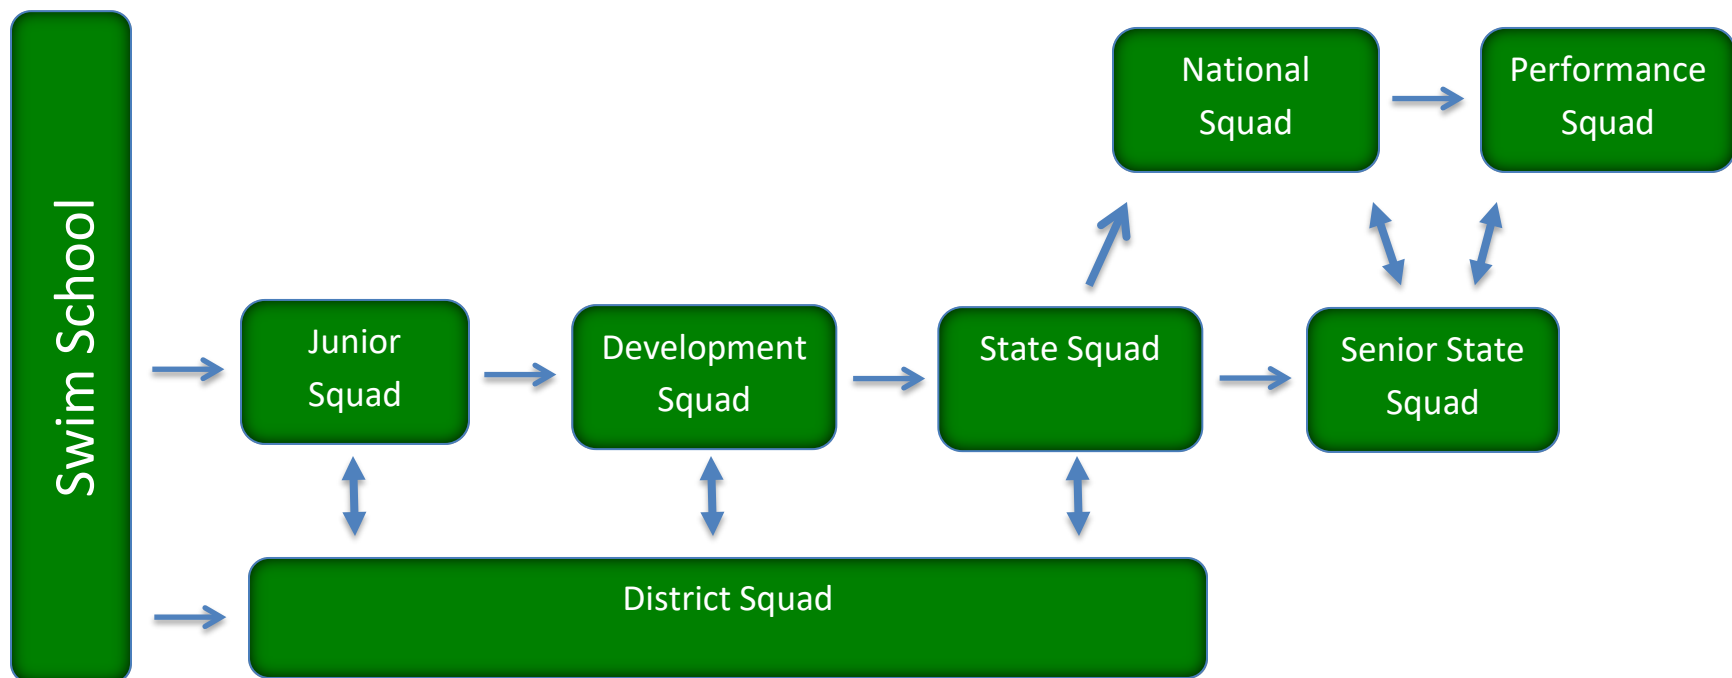 Swim School
National
Squad
Performance
Squad
Junior
Squad
Development
Squad
State Squad
Senior State
Squad
District Squad